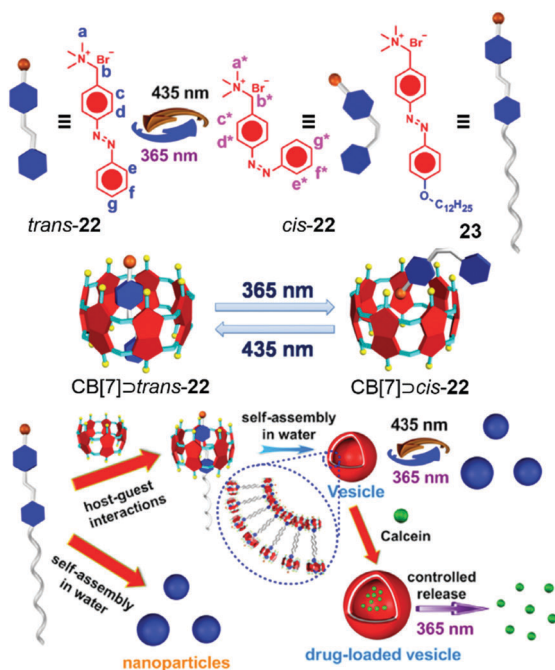 a
N⁺
Br⁻
b
c
d
N=N
e
f
g
trans-22
435 nm
365 nm
a*
N⁺
Br⁻
b*
c*
d*
N=N
g*
f*
e*
cis-22
N⁺
Br⁻
N=N
O
C₁₂H₂₅
23
365 nm
435 nm
CB[7]⊃trans-22
CB[7]⊃cis-22
host-guest
interactions
self-assembly
in water
Vesicle
435 nm
365 nm
self-assembly
in water
nanoparticles
Calcein
controlled
release
365 nm
drug-loaded vesicle